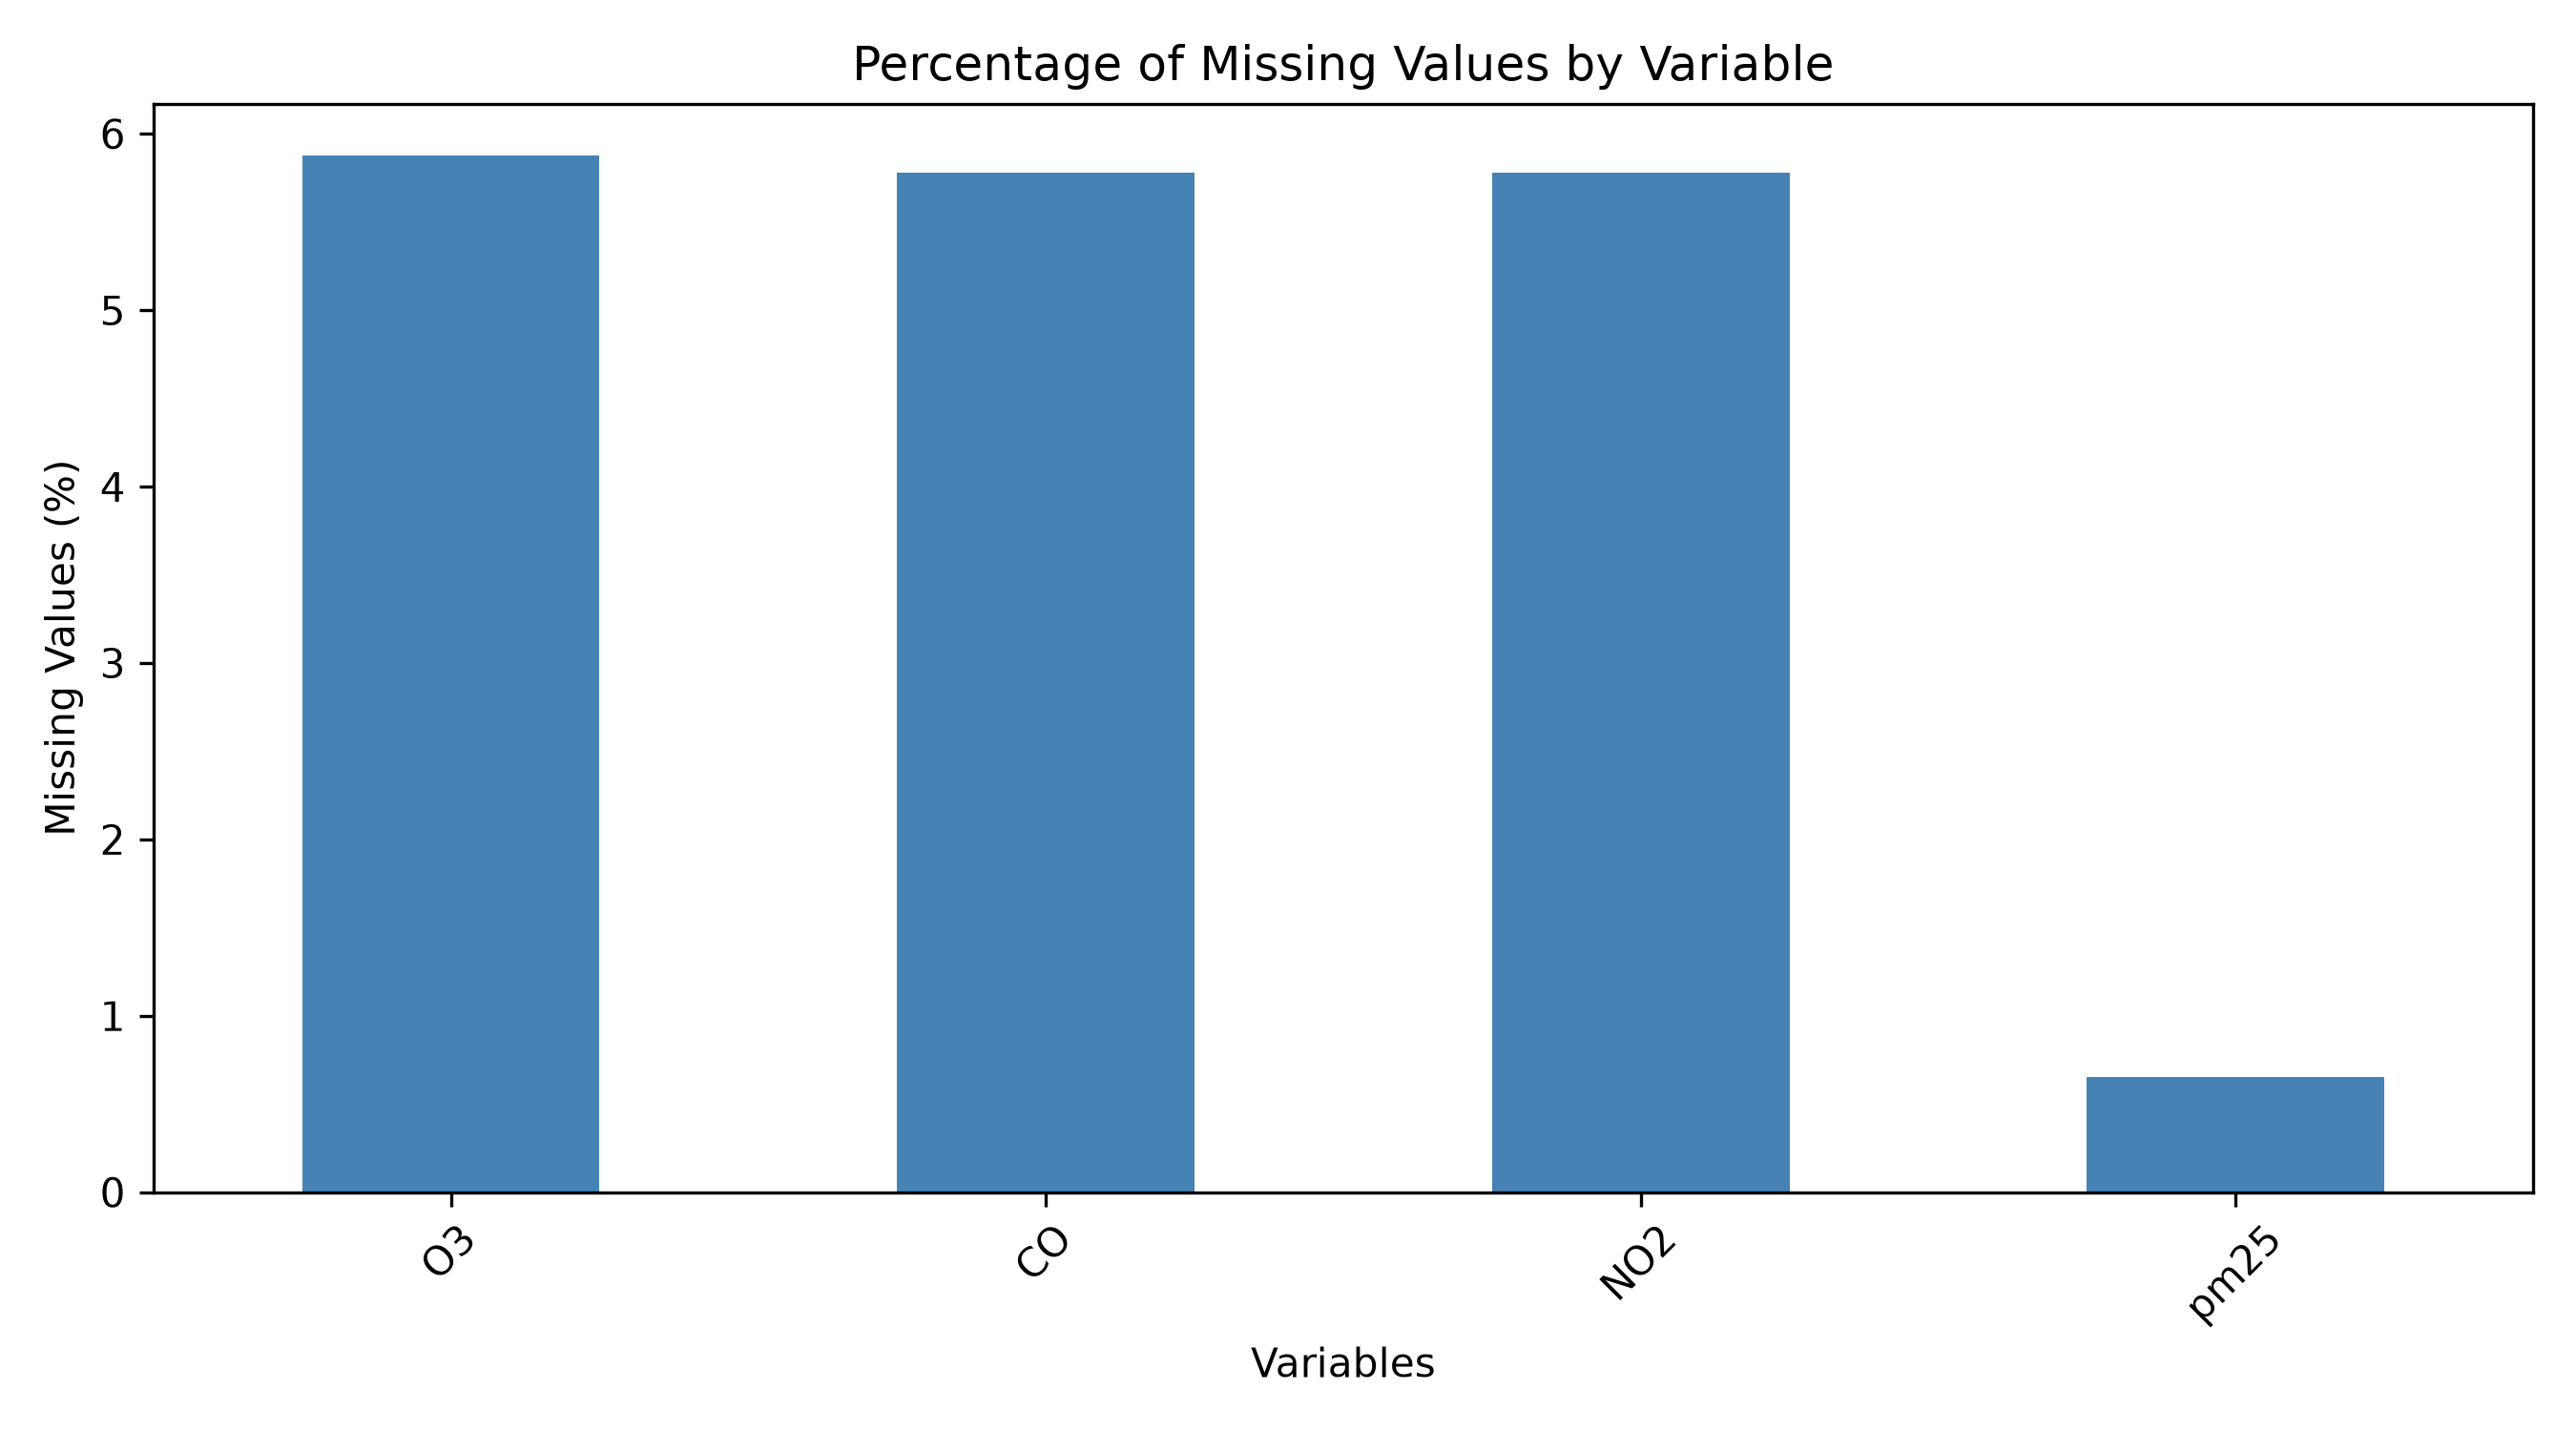 Percentage of Missing Values by Variable
Missing Values (%)
6
5
4
3
2
1
0
O3
CO
NO2
pm25
Variables